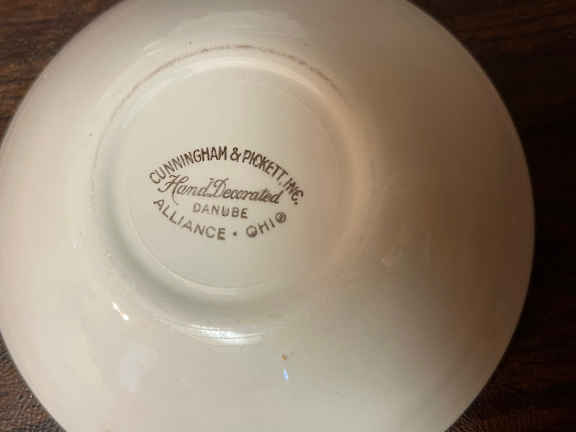 CUNNINGHAM & PICKETT, INC.
Hand Decorated
DANUBE
ALLIANCE • OHIO